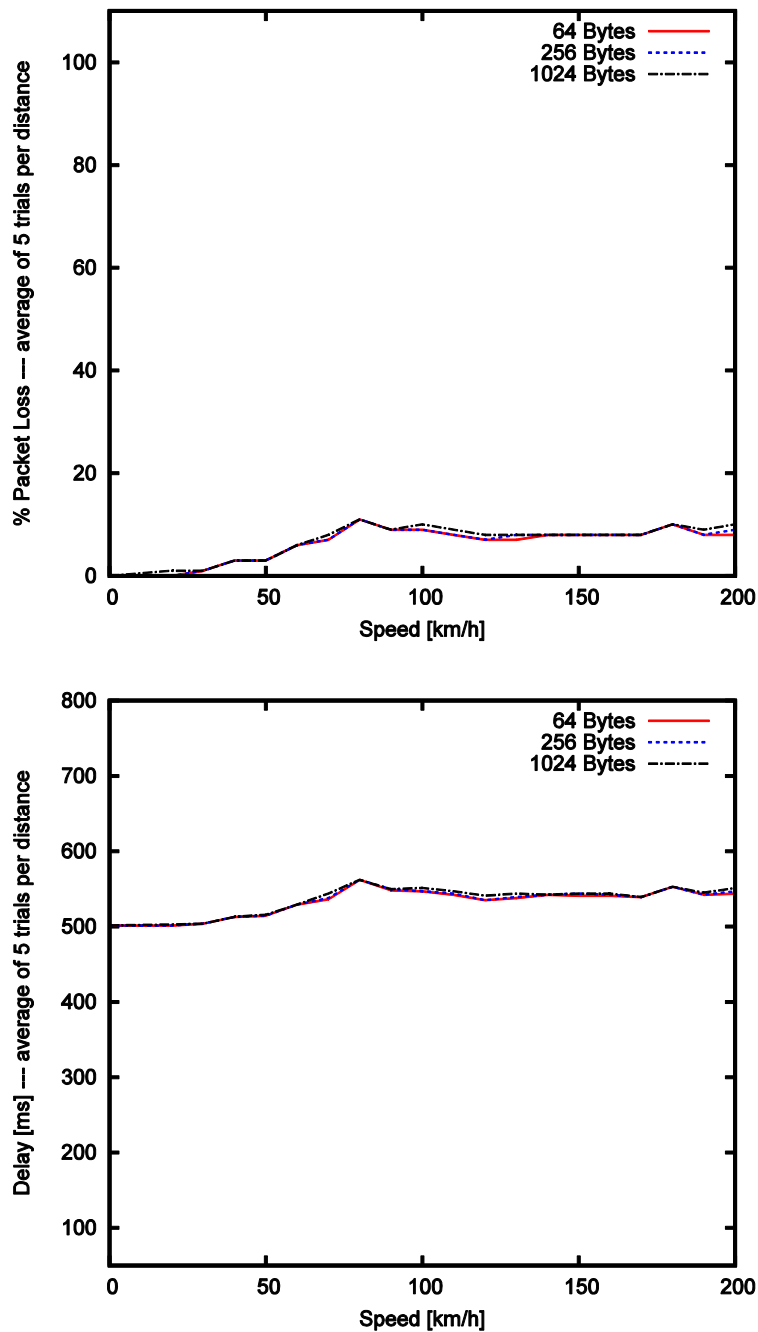 % Packet Loss --- average of 5 trials per distance
64 Bytes
256 Bytes
1024 Bytes
100
80
60
40
20
0
0 50 100 150 200
Speed [km/h]
Delay [ms] --- average of 5 trials per distance
64 Bytes
256 Bytes
1024 Bytes
800
700
600
500
400
300
200
100
0 50 100 150 200
Speed [km/h]